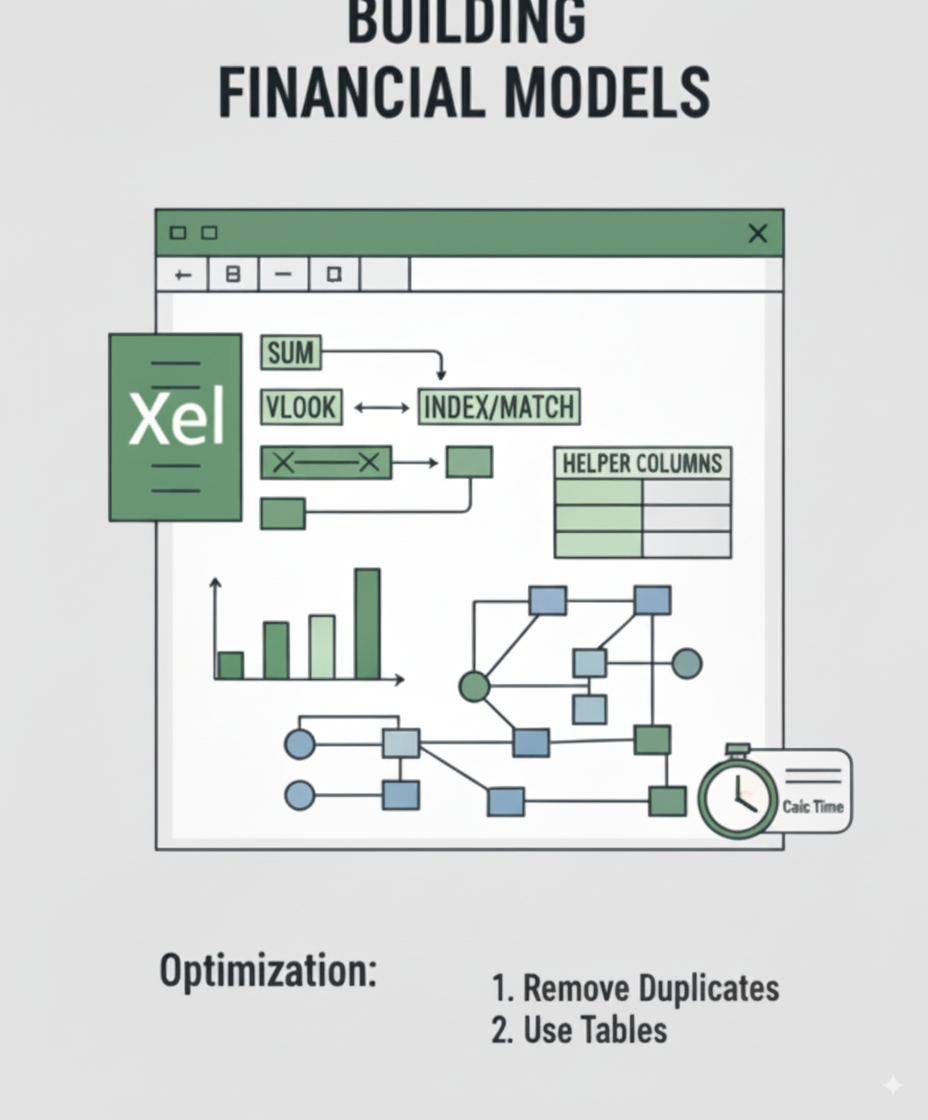 BUILDING
FINANCIAL MODELS
Xel
SUM
VLOOK
INDEX/MATCH
HELPER COLUMNS
Calc Time
Optimization:
1. Remove Duplicates
2. Use Tables